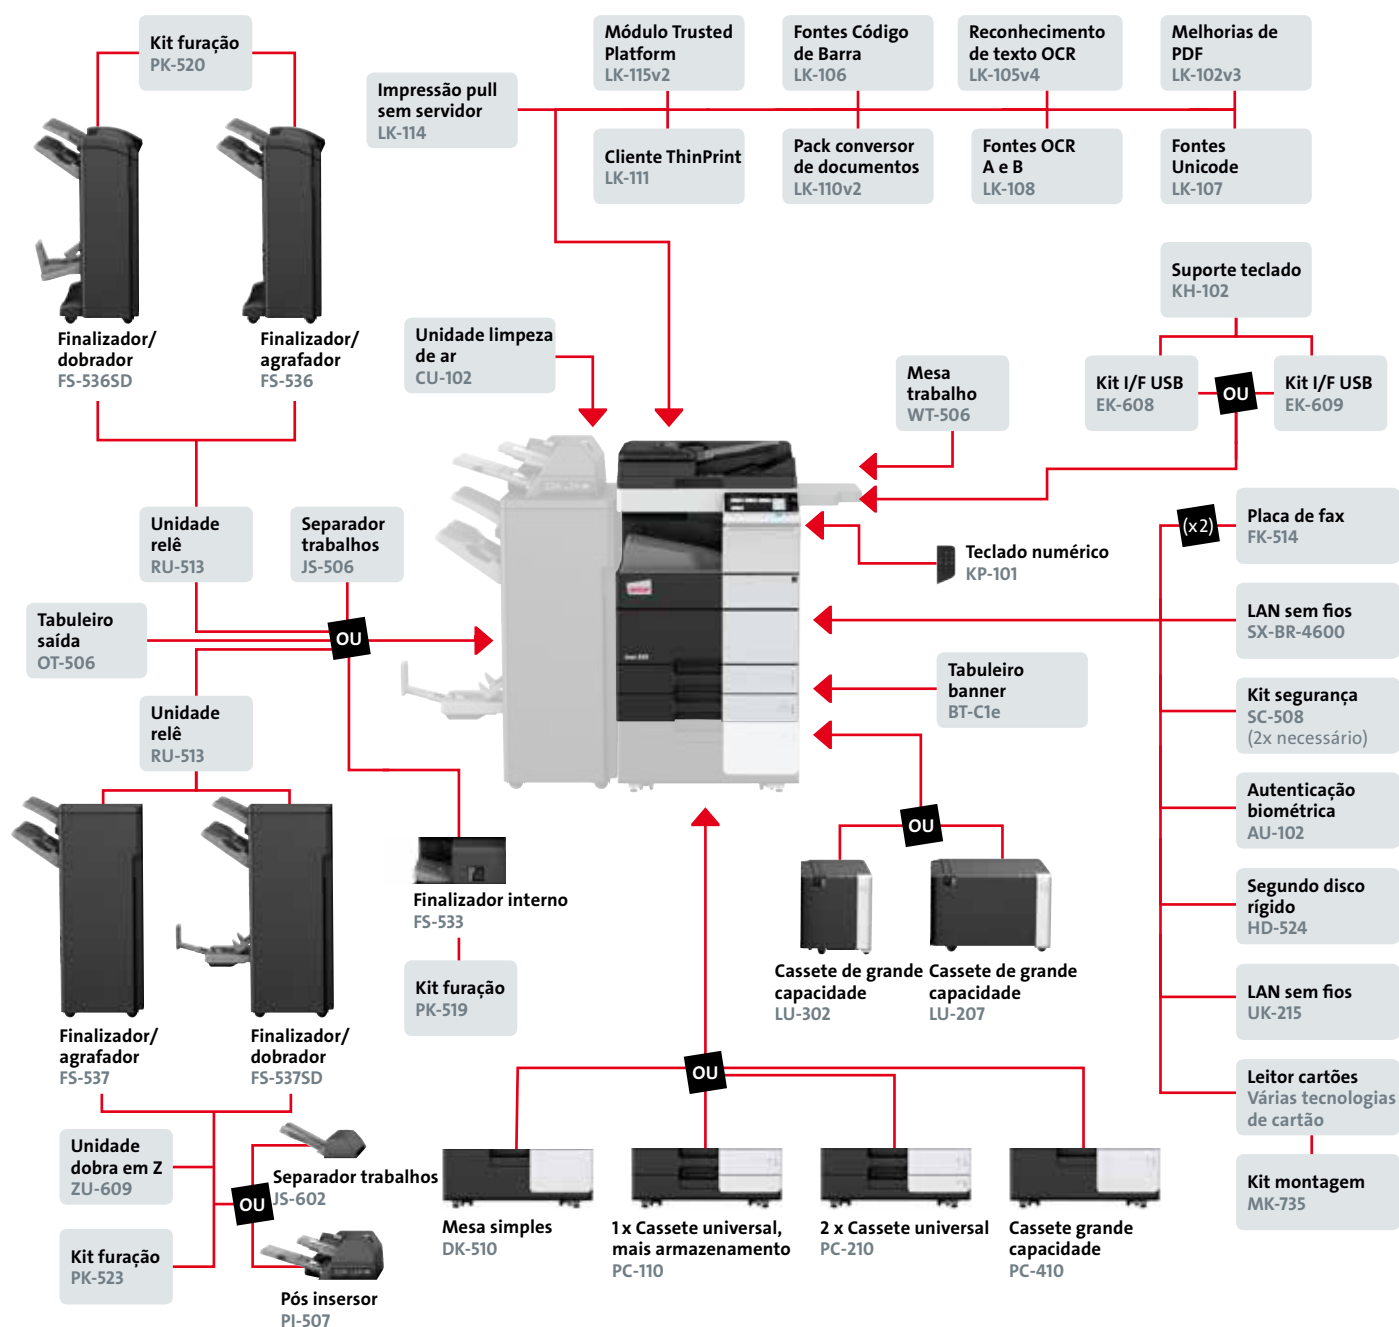 Kit furação
PK-520
Módulo Trusted
Platform
LK-115v2
Fontes Código
de Barra
LK-106
Reconhecimento
de texto OCR
LK-105v4
Melhorias de
PDF
LK-102v3
Impressão pull
sem servidor
LK-114
Cliente ThinPrint
LK-111
Pack conversor
de documentos
LK-110v2
Fontes OCR
A e B
LK-108
Fontes
Unicode
LK-107
Suporte teclado
KH-102
Finalizador/
dobrador
FS-536SD
Finalizador/
agrafador
FS-536
Unidade limpeza
de ar
CU-102
Mesa
trabalho
WT-506
Kit I/F USB
EK-608
OU
Kit I/F USB
EK-609
Unidade
relê
RU-513
Separador
trabalhos
JS-506
Teclado numérico
KP-101
(x2)
Placa de fax
FK-514
Tabuleiro
saída
OT-506
OU
LAN sem fios
SX-BR-4600
Unidade
relê
RU-513
Tabuleiro
banner
BT-C1e
Kit segurança
SC-508
(2x necessário)
Autenticação
biométrica
AU-102
OU
Finalizador interno
FS-533
Segundo disco
rígido
HD-524
Cassete de grande
capacidade
LU-302
Cassete de grande
capacidade
LU-207
Kit furação
PK-519
LAN sem fios
UK-215
Finalizador/
agrafador
FS-537
Finalizador/
dobrador
FS-537SD
OU
Leitor cartões
Várias tecnologias
de cartão
Unidade
dobra em Z
ZU-609
OU
Separador trabalhos
JS-602
Kit montagem
MK-735
Mesa simples
DK-510
1 x Cassete universal,
mais armazenamento
PC-110
2 x Cassete universal
PC-210
Cassete grande
capacidade
PC-410
Kit furação
PK-523
Pós insersor
PI-507